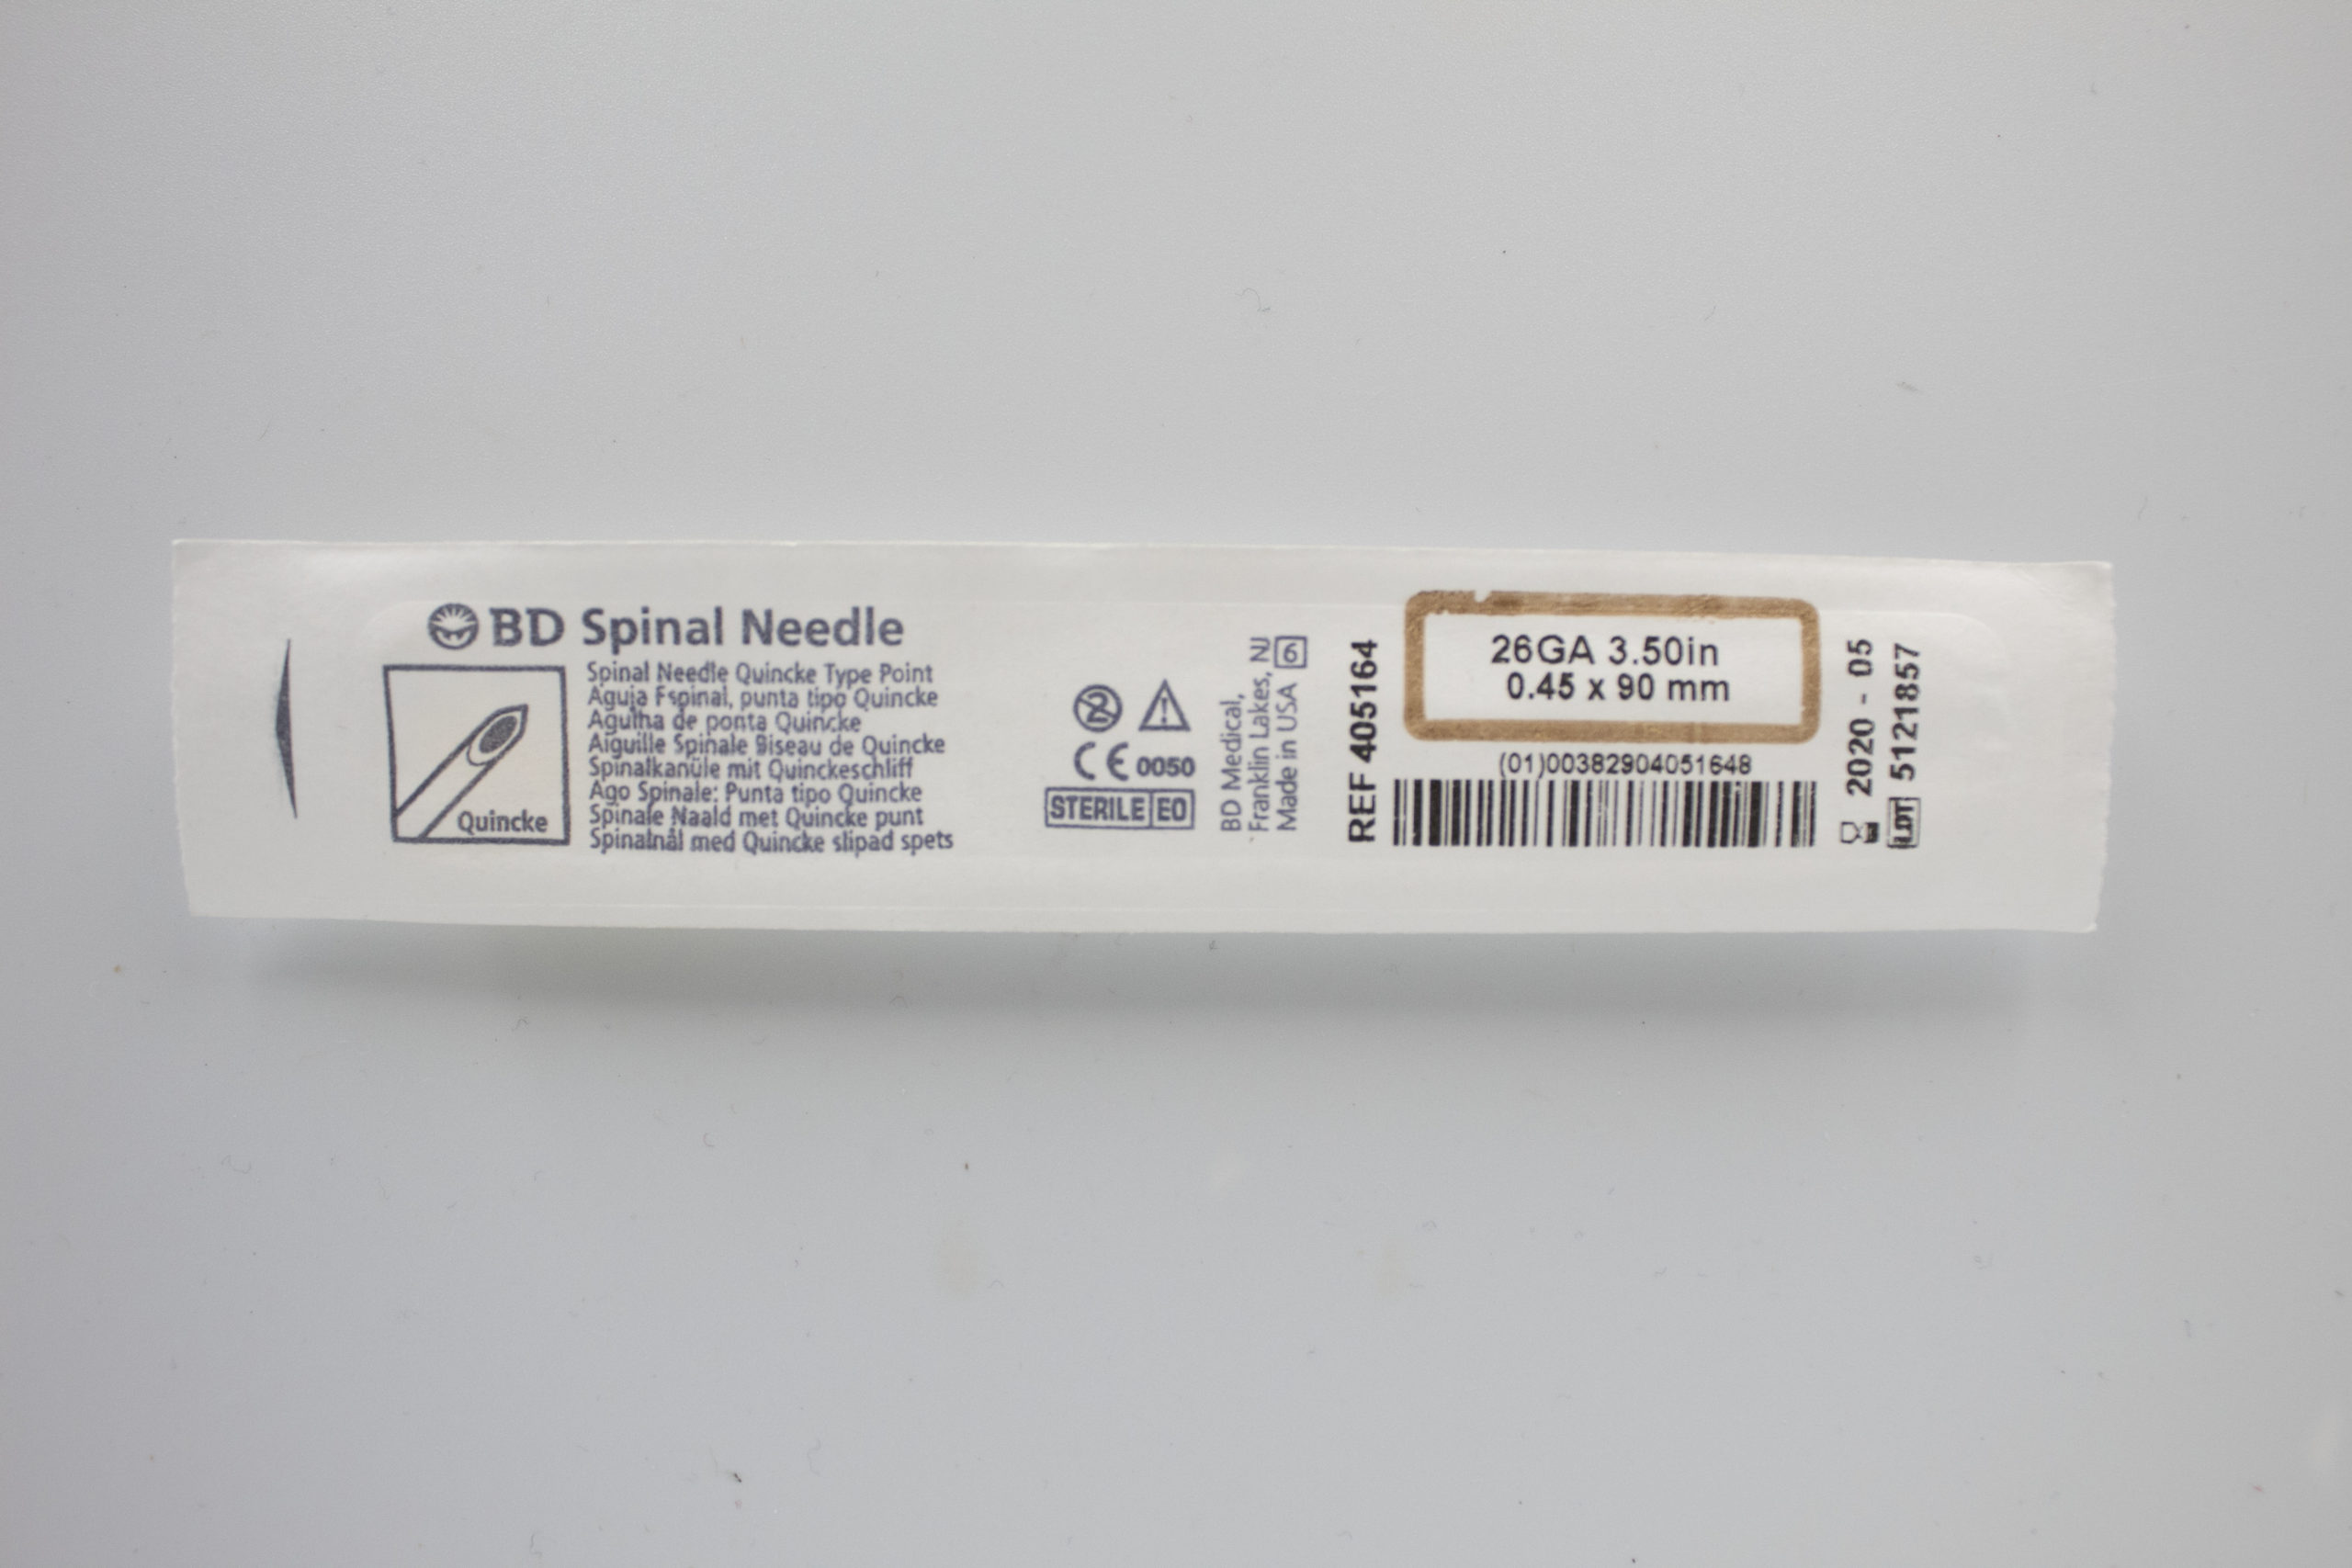 BD Spinal Needle
Quincke
Spinal Needle Quincke Type Point
Aguja Espinal, punta tipo Quincke
Agulha de ponta Quincke
Aiguille Spinale Biseau de Quincke
Spinalkanüle mit Quinckeschliff
Ago Spinale: Punta tipo Quincke
Spinale Naald met Quincke punt
Spinalnål med Quincke slipad spets
2
CE 0050
STERILE EO
BD Medical,
Franklin Lakes, NJ
Made in USA 6
REF 405164
26GA 3.50in
0.45 x 90 mm
(01)00382904051648
2020 - 05
LOT 5121857